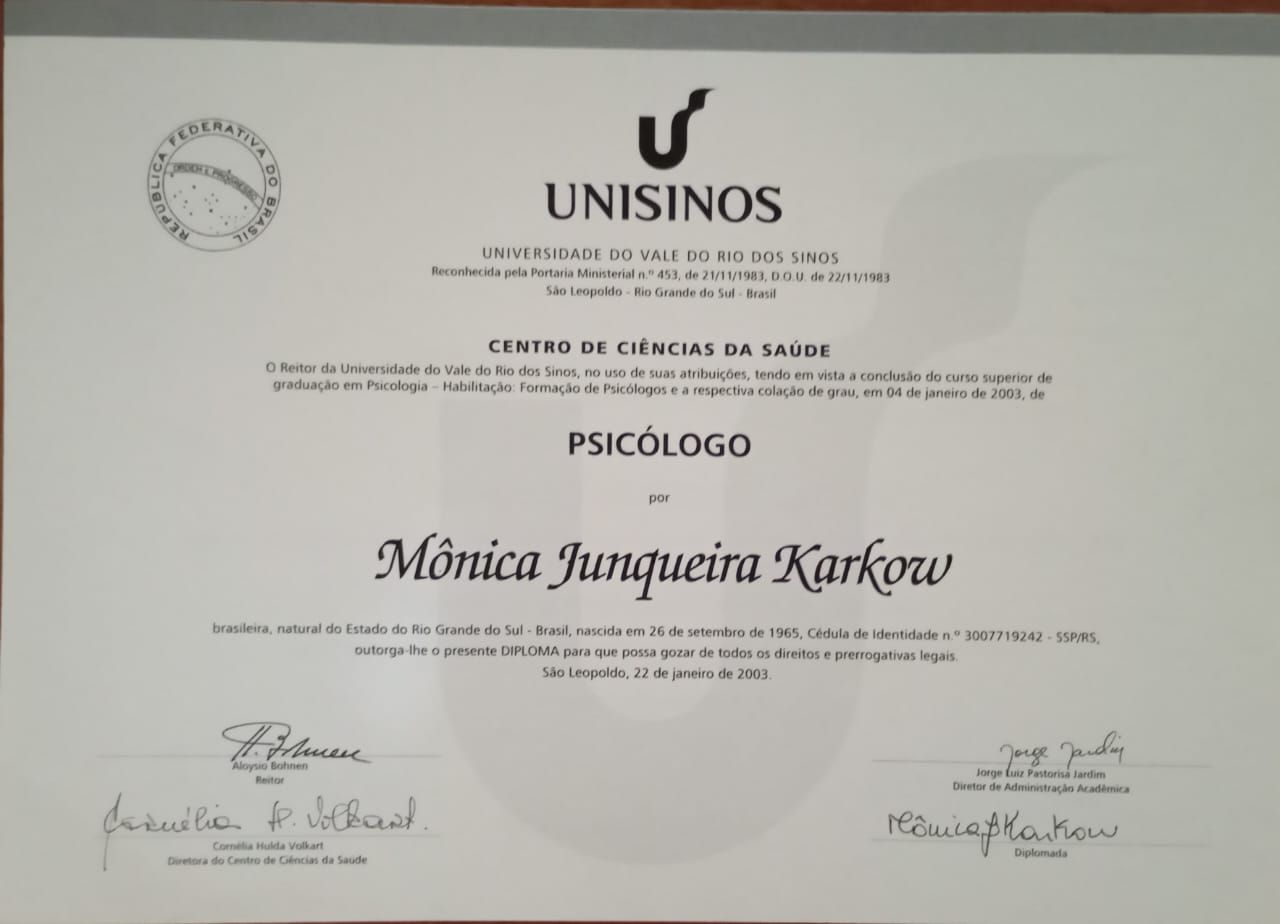 REPÚBLICA FEDERATIVA DO BRASIL
ORDEM E PROGRESSO
UNISINOS
UNIVERSIDADE DO VALE DO RIO DOS SINOS
Reconhecida pela Portaria Ministerial n.º 453, de 21/11/1983, D.O.U. de 22/11/1983
São Leopoldo - Rio Grande do Sul - Brasil
CENTRO DE CIÊNCIAS DA SAÚDE
O Reitor da Universidade do Vale do Rio dos Sinos, no uso de suas atribuições, tendo em vista a conclusão do curso superior de
graduação em Psicologia – Habilitação: Formação de Psicólogos e a respectiva colação de grau, em 04 de janeiro de 2003, de
PSICÓLOGO
por
Mônica Junqueira Karkow
brasileira, natural do Estado do Rio Grande do Sul - Brasil, nascida em 26 de setembro de 1965, Cédula de Identidade n.º 3007719242 - SSP/RS,
outorga-lhe o presente DIPLOMA para que possa gozar de todos os direitos e prerrogativas legais.
São Leopoldo, 22 de janeiro de 2003.
A. Bohnen
Aloysio Bohnen
Reitor
Cornélia H. Volkart.
Cornélia Hulda Volkart
Diretora do Centro de Ciências da Saúde
Jorge Jardim
Jorge Luiz Pastorisa Jardim
Diretor de Administração Acadêmica
Mônica J Karkow
Diplomada